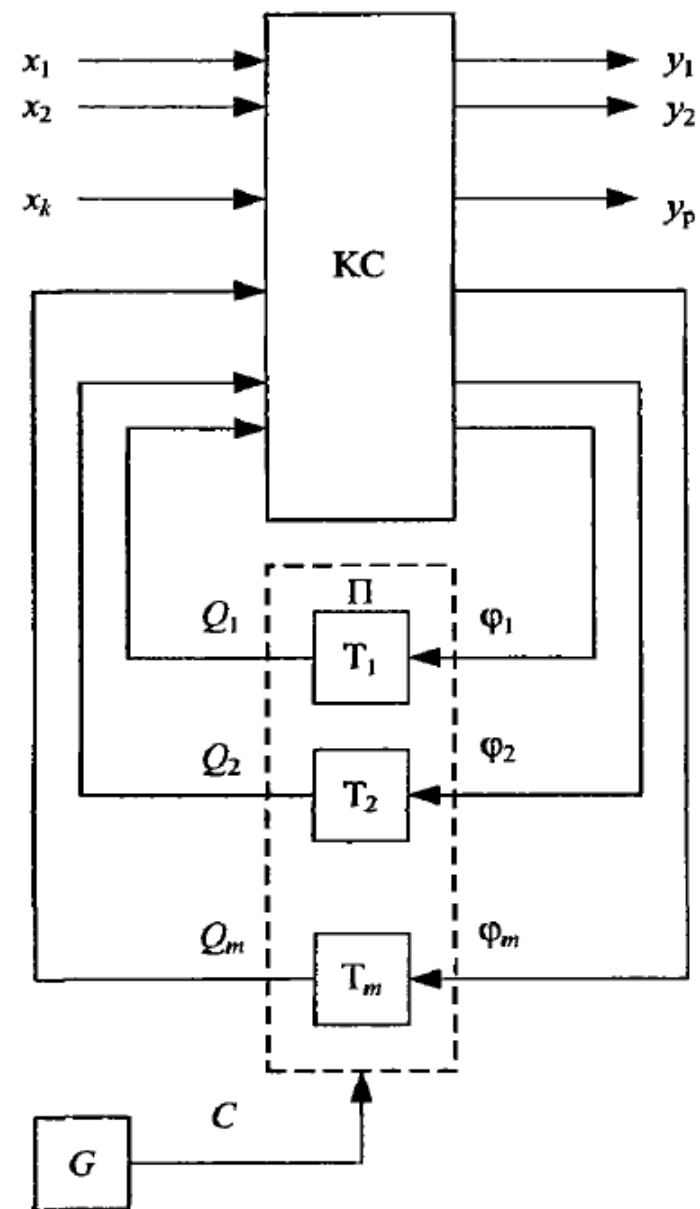 x₁ y₁
x₂ y₂
xₖ yₚ
КС
П
Q₁ T₁ φ₁
Q₂ T₂ φ₂
Qₘ Tₘ φₘ
C
G